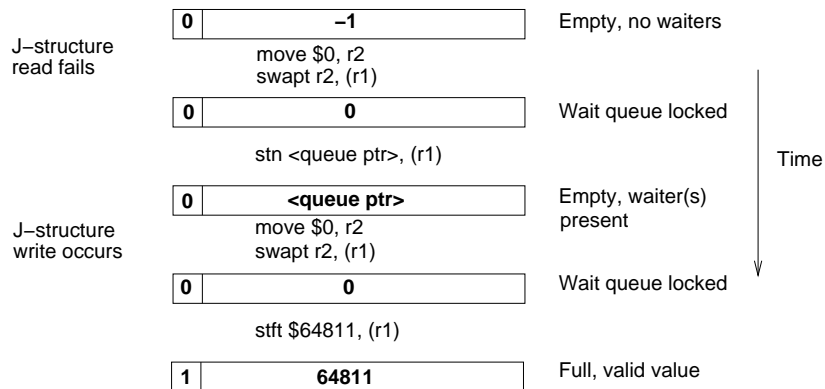 0 −1 Empty, no waiters
J−structure
read fails
move $0, r2
swapt r2, (r1)
0 0 Wait queue locked
stn <queue ptr>, (r1)
Time
0 <queue ptr> Empty, waiter(s)
present
J−structure
write occurs
move $0, r2
swapt r2, (r1)
0 0 Wait queue locked
stft $64811, (r1)
1 64811 Full, valid value